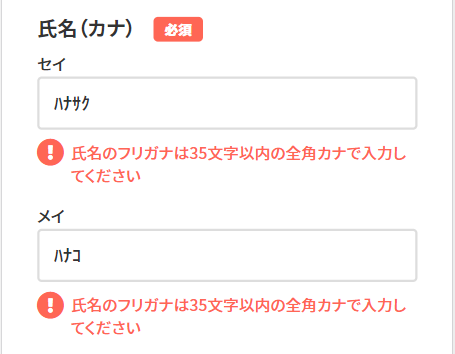 氏名（カナ） 必須
セイ
ﾊﾅｻｸ
氏名のフリガナは35文字以内の全角カナで入力し
てください
メイ
ﾊﾅｺ
氏名のフリガナは35文字以内の全角カナで入力し
てください